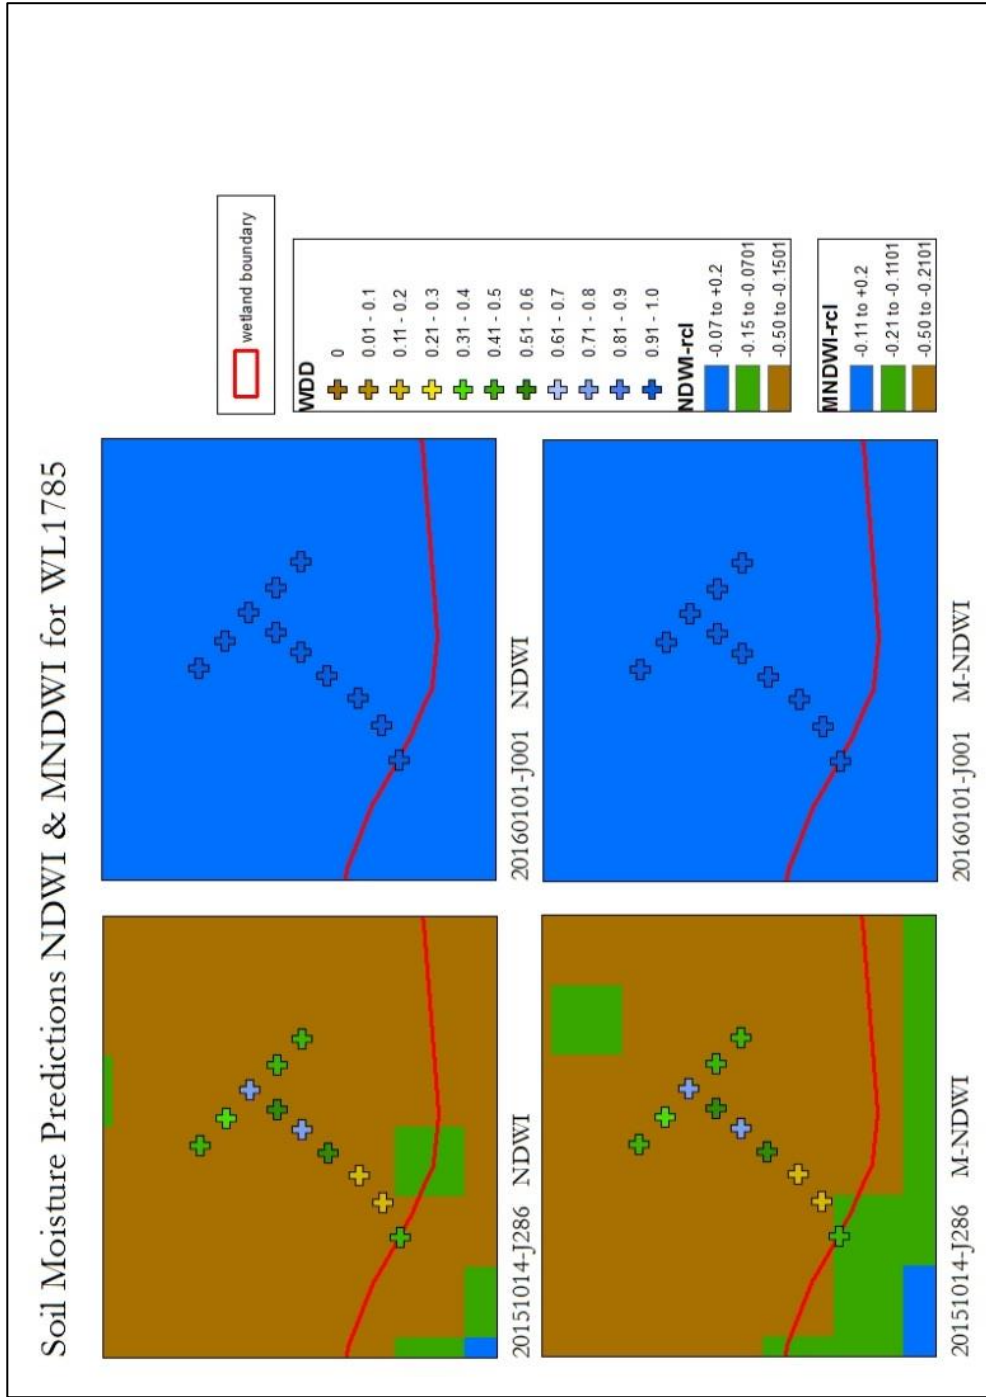 Soil Moisture Predictions NDWI & MNDWI for WL1785
20151014-J286 NDWI
20160101-J001 NDWI
20151014-J286 M-NDWI
20160101-J001 M-NDWI
wetland boundary
WDD
0
0.01 - 0.1
0.11 - 0.2
0.21 - 0.3
0.31 - 0.4
0.41 - 0.5
0.51 - 0.6
0.61 - 0.7
0.71 - 0.8
0.81 - 0.9
0.91 - 1.0
NDWI-rcl
-0.07 to +0.2
-0.15 to -0.0701
-0.50 to -0.1501
MNDWI-rcl
-0.11 to +0.2
-0.21 to -0.1101
-0.50 to -0.2101